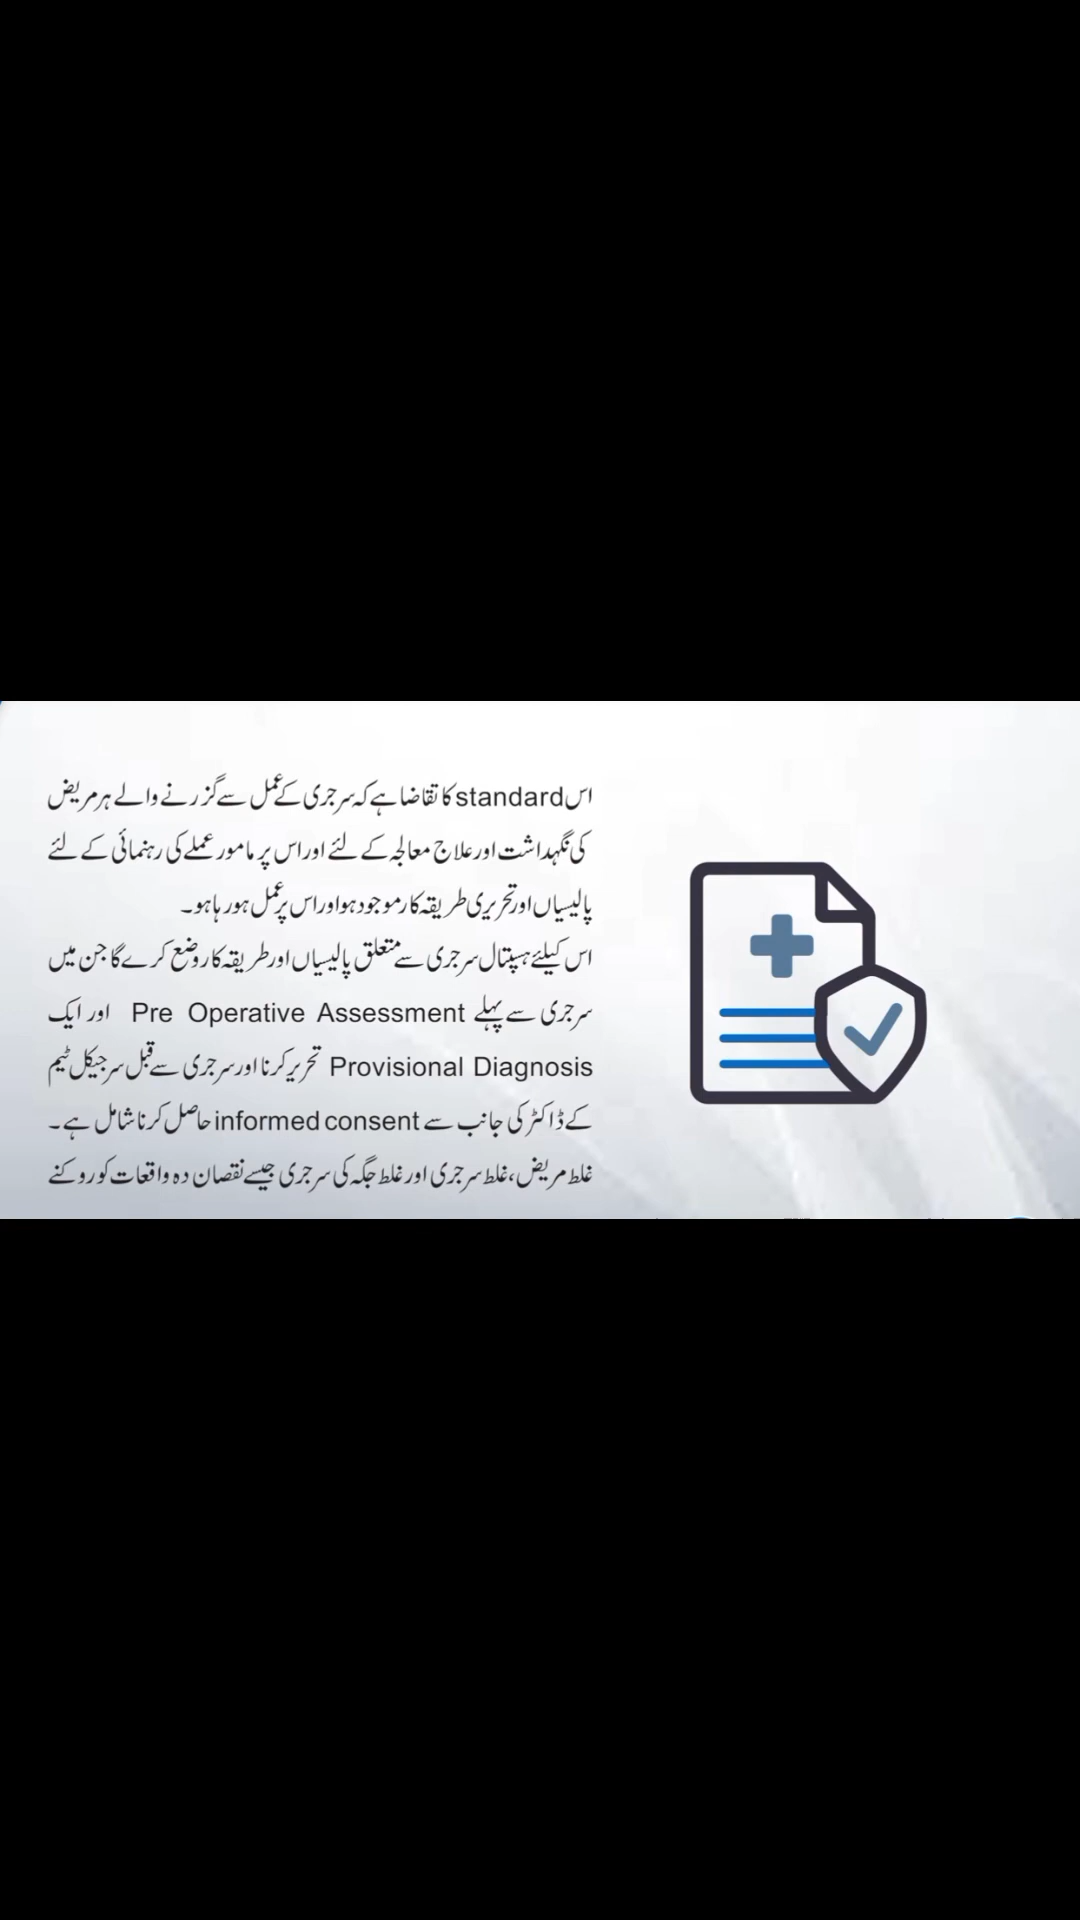 اس standard کا تقاضا ہے کہ سرجری کے عمل سے گزرنے والے ہر مریض
کی نگہداشت اور علاج معالجہ کے لئے اور اس پر مامور عملے کی رہنمائی کے لئے
پالیسیاں اور تحریری طریقہ کار موجود ہو اور اس پر عمل ہو رہا ہو۔
اس کیلئے ہسپتال سرجری سے متعلق پالیسیاں اور طریقہ کار وضع کرے گا جن میں
سرجری سے پہلے Pre Operative Assessment اور ایک
Provisional Diagnosis تحریر کرنا اور سرجری سے قبل سرجیکل ٹیم
کے ڈاکٹر کی جانب سے informed consent حاصل کرنا شامل ہے۔
غلط مریض، غلط سرجری اور غلط جگہ کی سرجری جیسے نقصان دہ واقعات کو روکنے